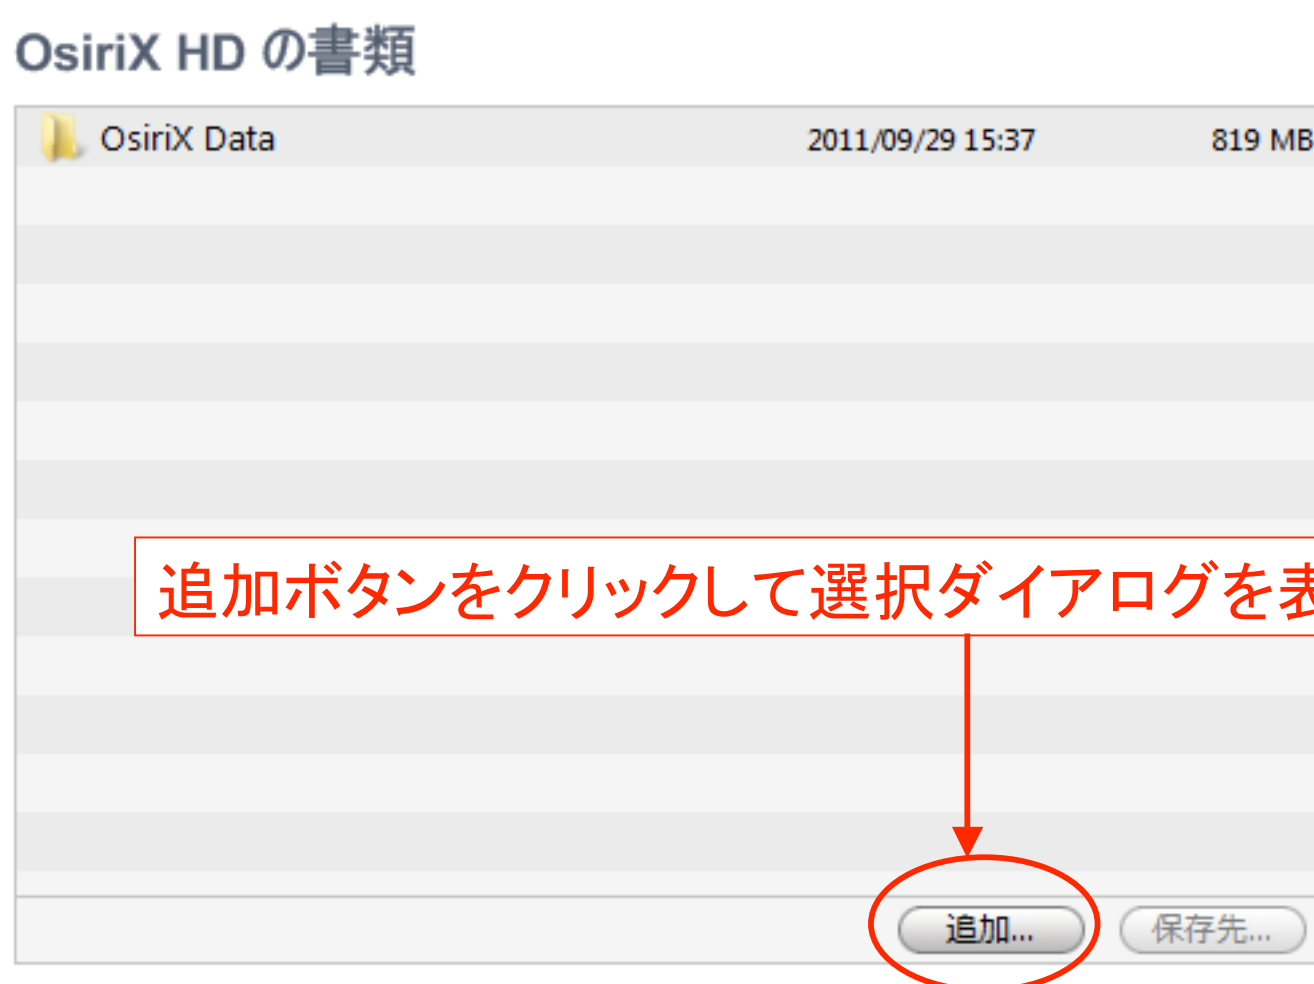 OsiriX HD の書類
OsiriX Data 2011/09/29 15:37 819 MB
追加ボタンをクリックして選択ダイアログを表
追加... 保存先...